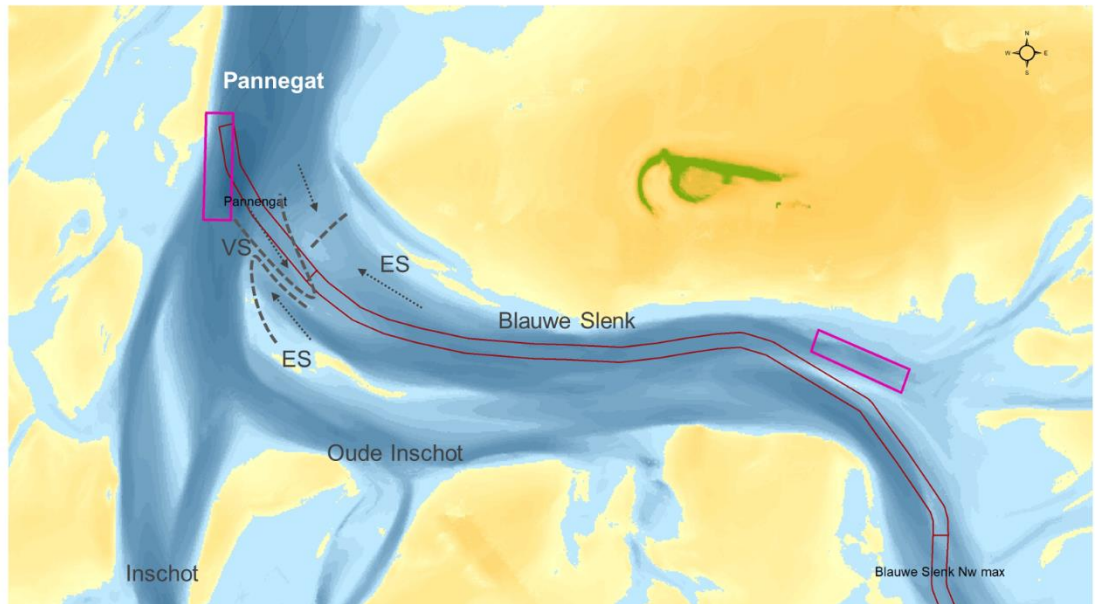 N
W E
S
Pannegat
Pannengat
VS
ES
Blauwe Slenk
ES
Oude Inschot
Inschot
Blauwe Slenk Nw max